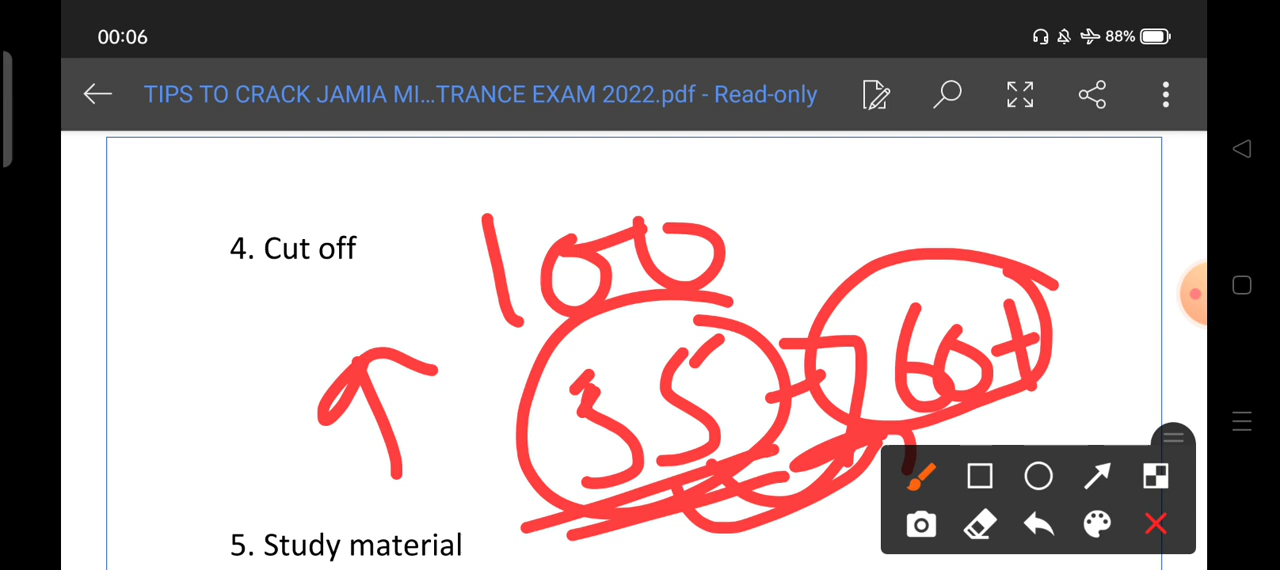 00:06 88%
TIPS TO CRACK JAMIA MI...TRANCE EXAM 2022.pdf - Read-only
4. Cut off
100
35 60+
5. Study material